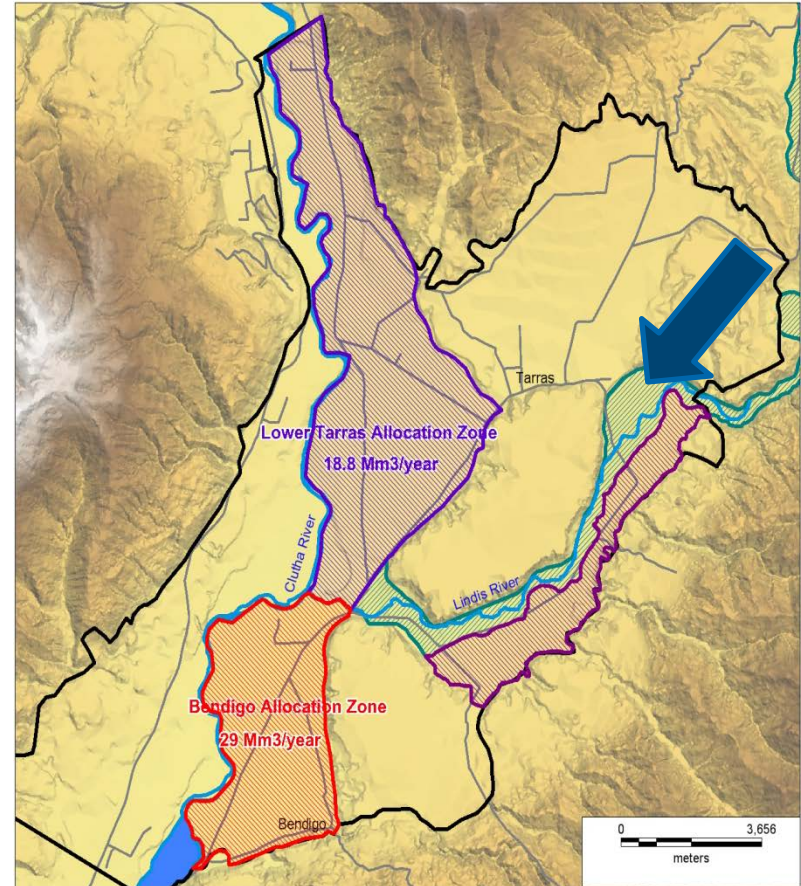 Tarras
Lower Tarras Allocation Zone
18.8 Mm3/year
Clutha River
Lindis River
Bendigo Allocation Zone
29 Mm3/year
Bendigo
0 3,656
meters